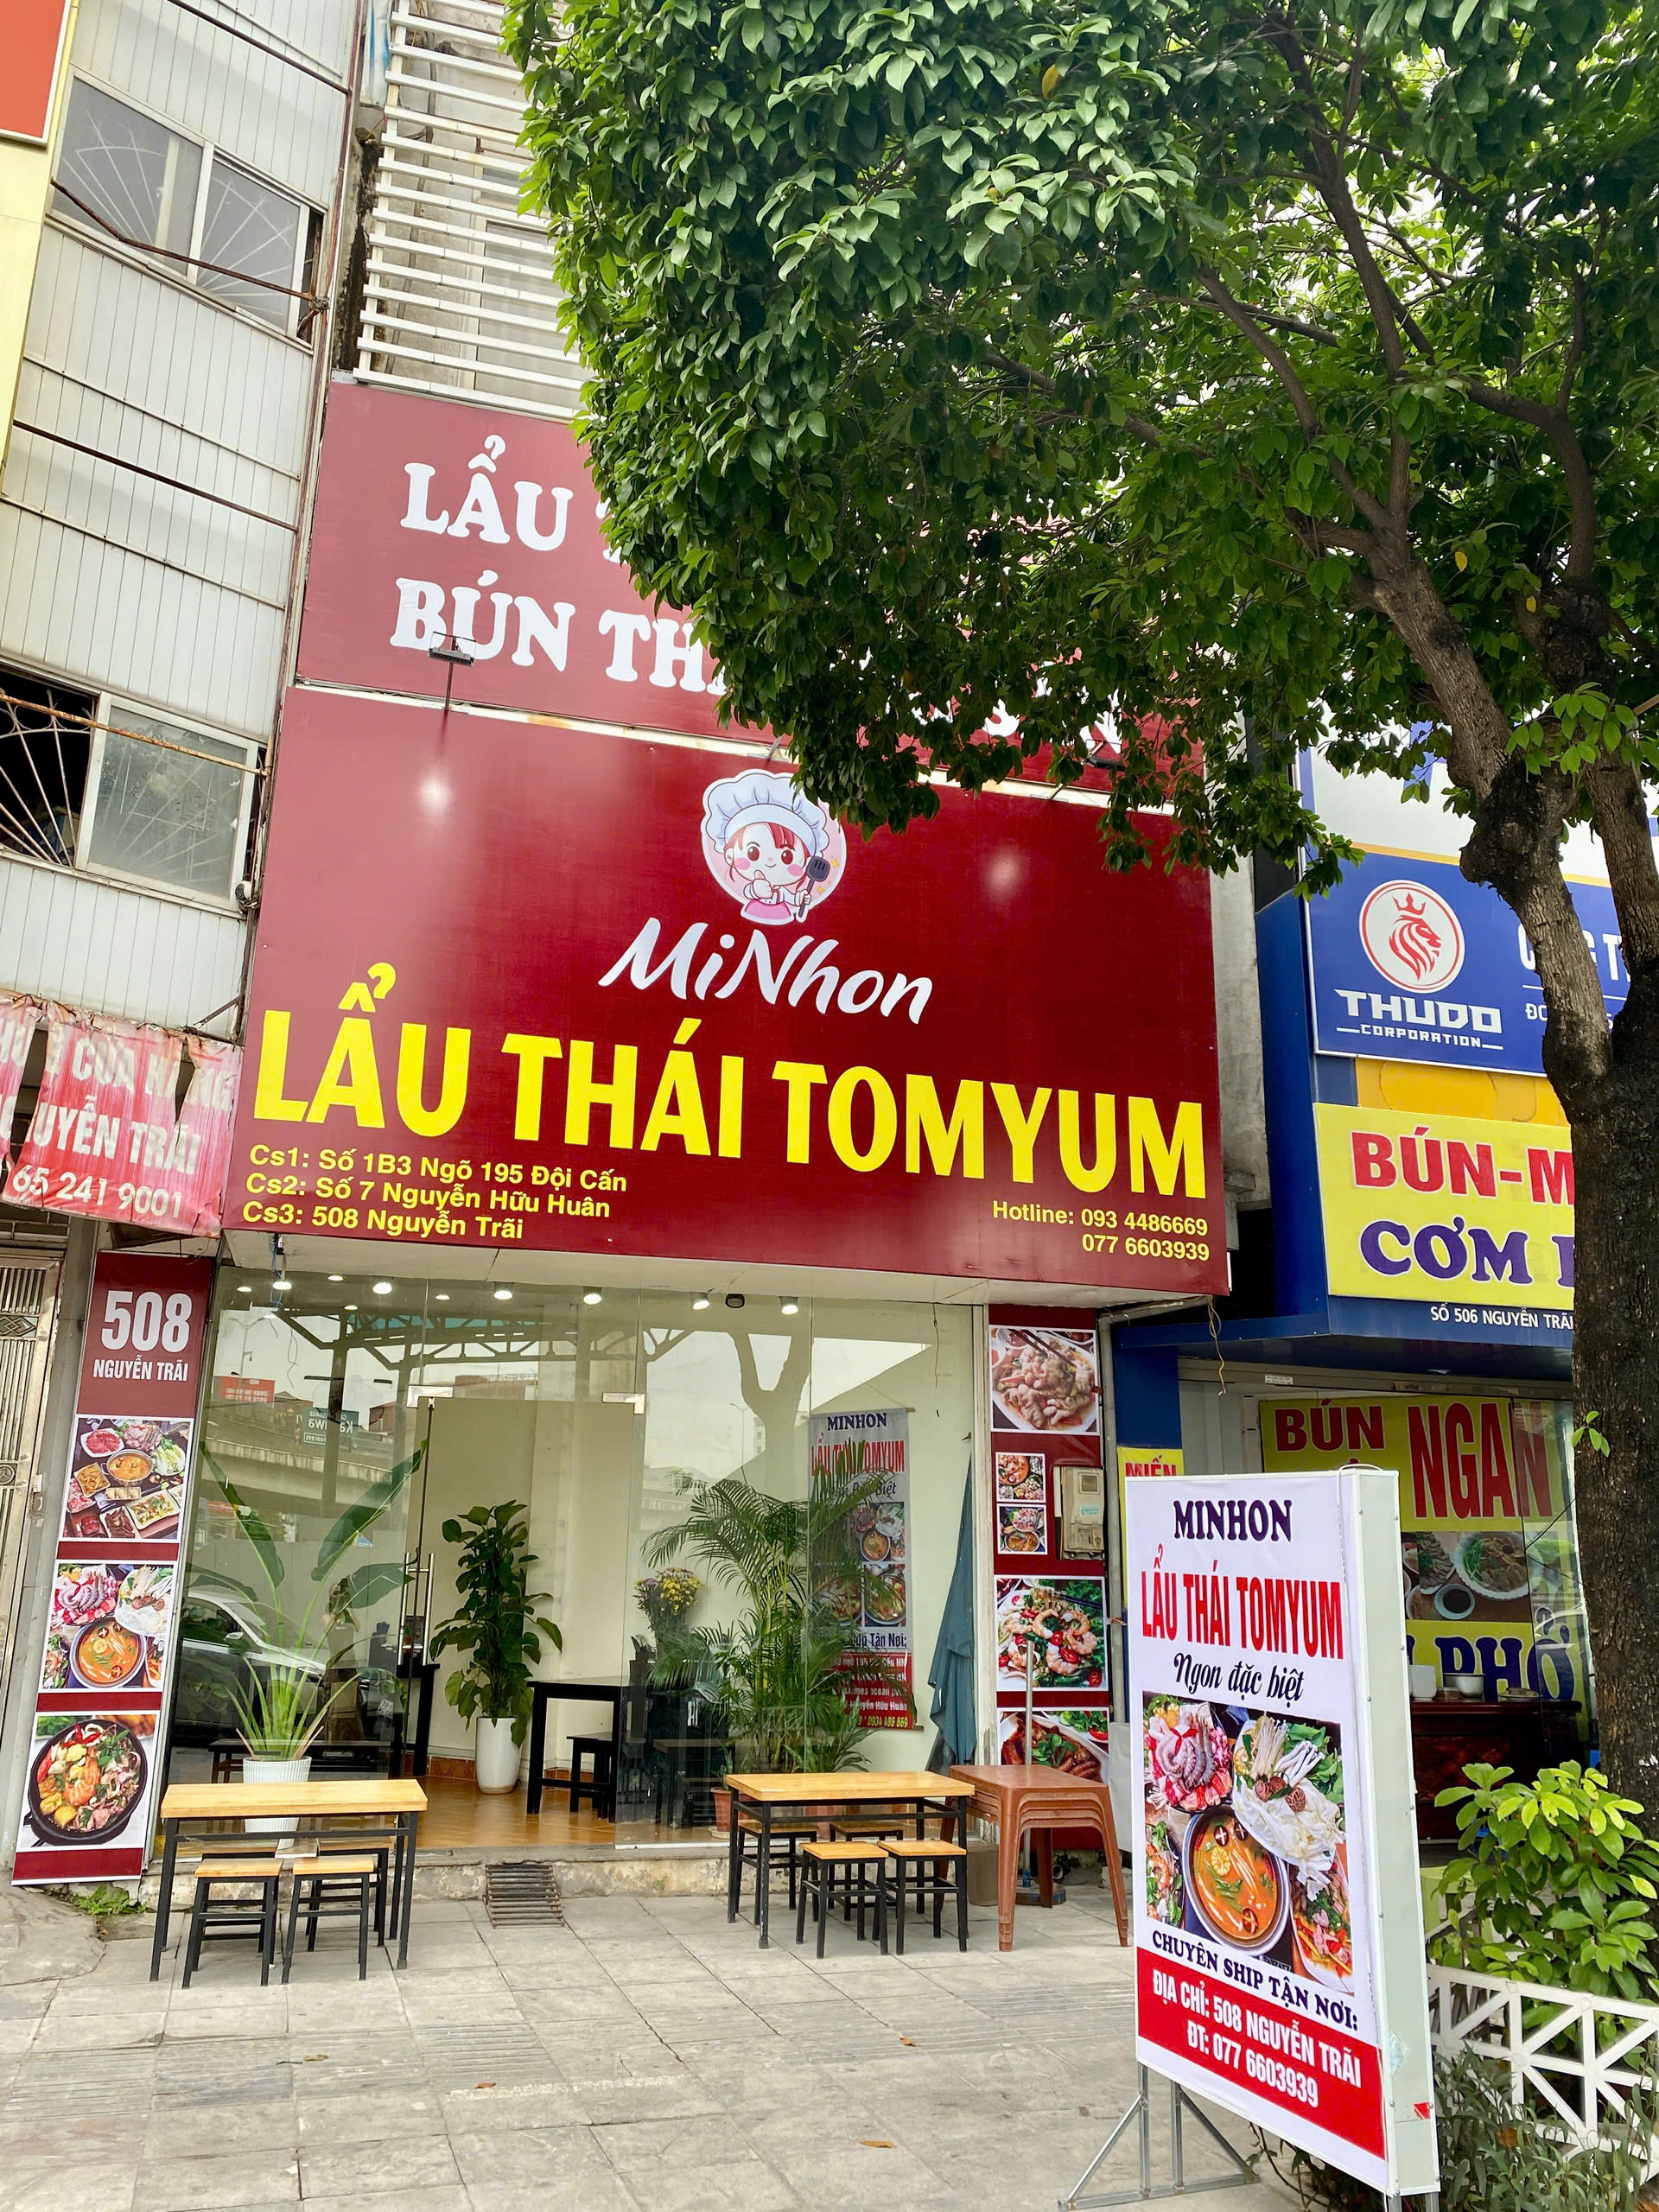 LẨU
BÚN
MiNhon
LẨU THÁI TOMYUM
Cs1: Số 1B3 Ngõ 195 Đội Cấn
Cs2: Số 7 Nguyễn Hữu Huân
Cs3: 508 Nguyễn Trãi
Hotline: 093 4486669
077 6603939
THUDO
CORPORATION
CỬA HÀNG
NGUYỄN TRÃI
65 241 9001
BÚN-M
CƠM
SỐ 506 NGUYỄN TRÃI
508
NGUYỄN TRÃI
MINHON
LẨU THÁI TOMYUM
BÚN NGAN
MIẾN
PHỞ
MINHON
LẨU THÁI TOMYUM
Ngon đặc biệt
CHUYÊN SHIP TẬN NƠI:
ĐỊA CHỈ: 508 NGUYỄN TRÃI
ĐT: 077 6603939